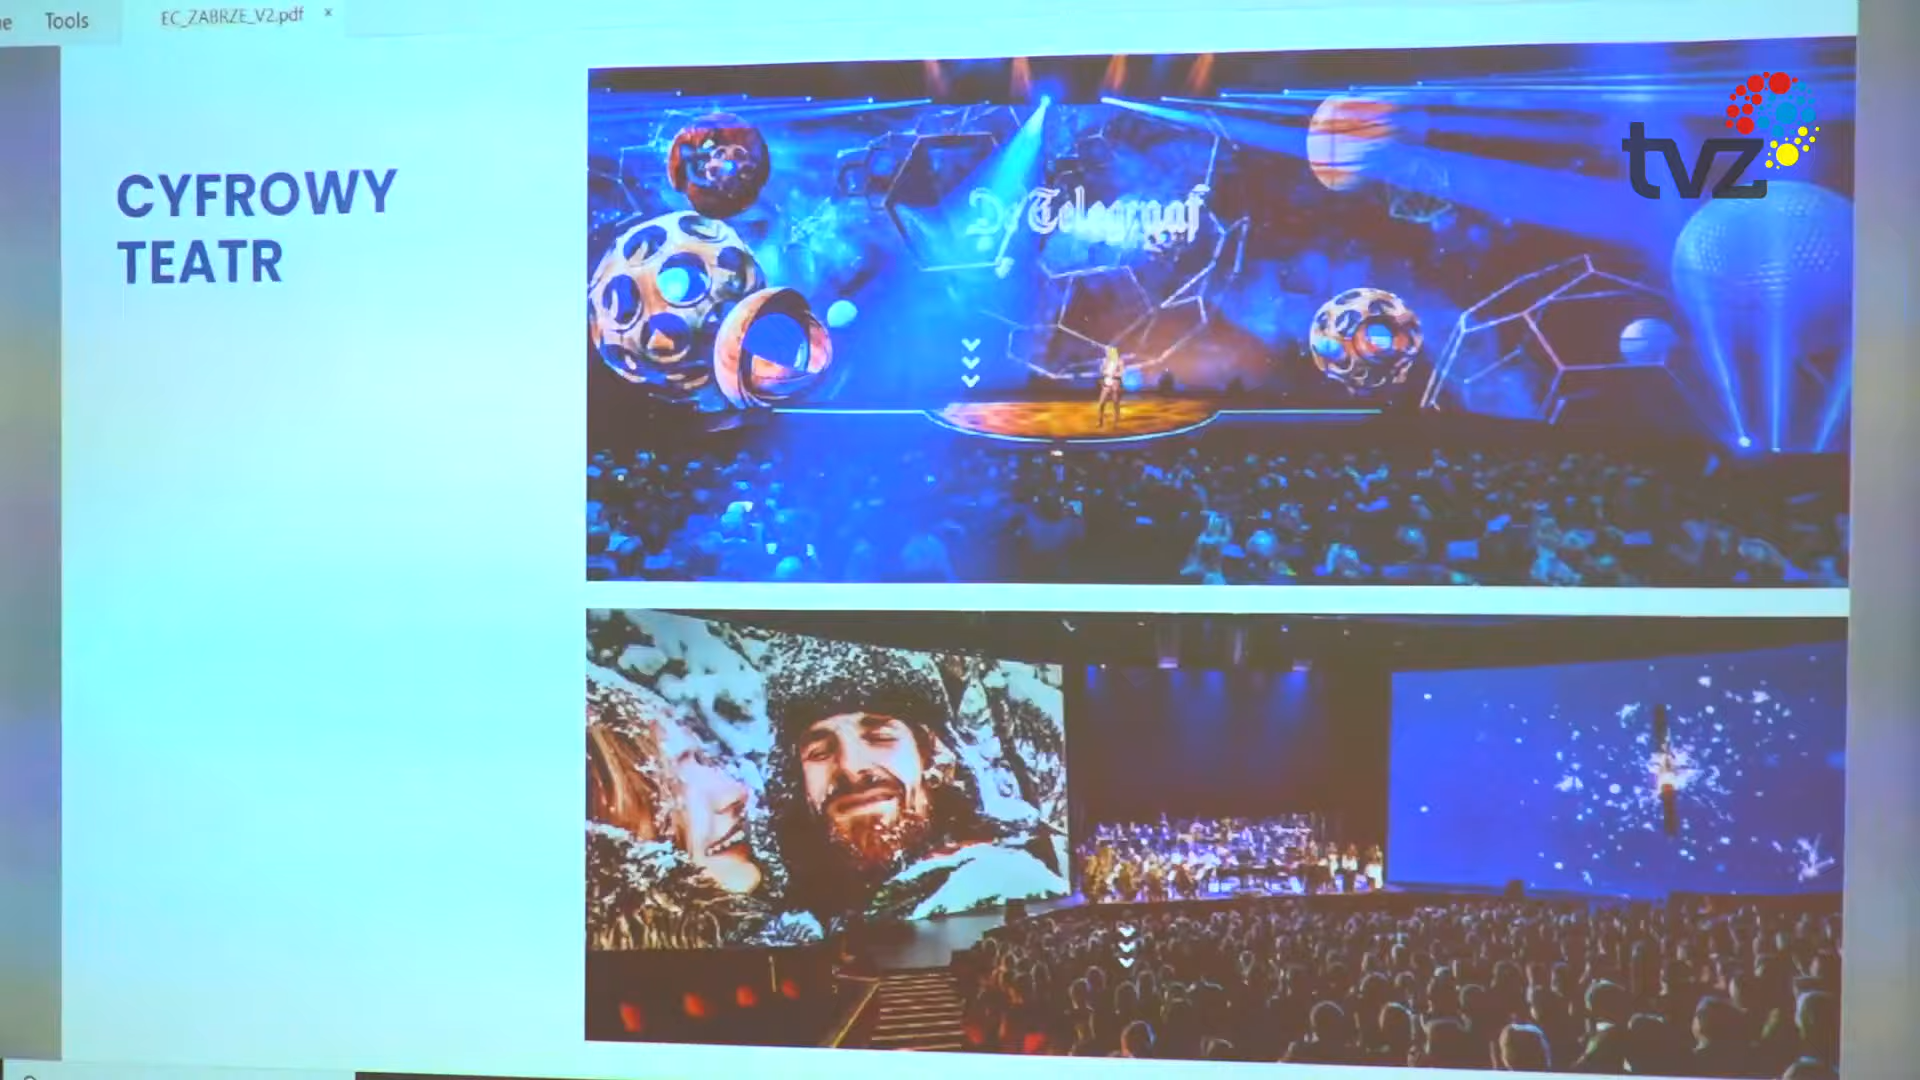 Tools
EC_ZABRZE_V2.pdf ×
CYFROWY
TEATR
De Telegraaf
tvz